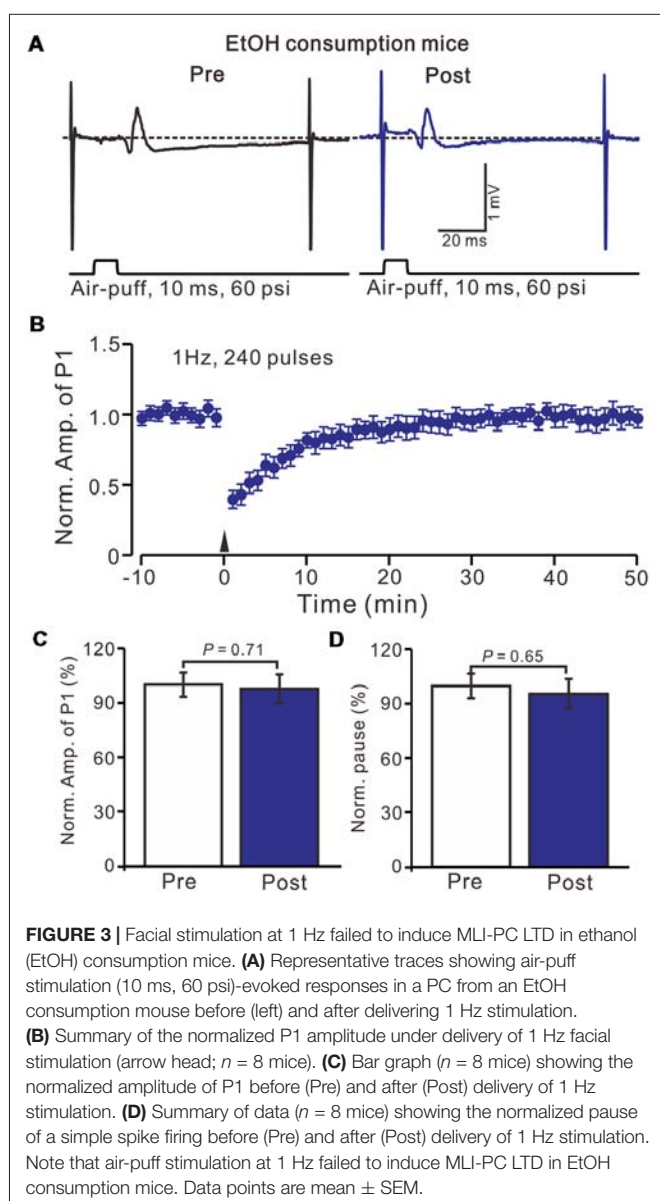 A
EtOH consumption mice
Pre
Post
1 mV
20 ms
Air-puff, 10 ms, 60 psi
Air-puff, 10 ms, 60 psi
B
1Hz, 240 pulses
Norm. Amp. of P1
1.5
1.0
0.5
0
-10
0
10
20
30
40
50
Time (min)
C
Norm. Amp. of P1 (%)
120
90
60
30
0
P = 0.71
Pre
Post
D
Norm. pause (%)
120
90
60
30
0
P = 0.65
Pre
Post
FIGURE 3 | Facial stimulation at 1 Hz failed to induce MLI-PC LTD in ethanol
(EtOH) consumption mice. (A) Representative traces showing air-puff
stimulation (10 ms, 60 psi)-evoked responses in a PC from an EtOH
consumption mouse before (left) and after delivering 1 Hz stimulation.
(B) Summary of the normalized P1 amplitude under delivery of 1 Hz facial
stimulation (arrow head; n = 8 mice). (C) Bar graph (n = 8 mice) showing the
normalized amplitude of P1 before (Pre) and after (Post) delivery of 1 Hz
stimulation. (D) Summary of data (n = 8 mice) showing the normalized pause
of a simple spike firing before (Pre) and after (Post) delivery of 1 Hz stimulation.
Note that air-puff stimulation at 1 Hz failed to induce MLI-PC LTD in EtOH
consumption mice. Data points are mean ± SEM.